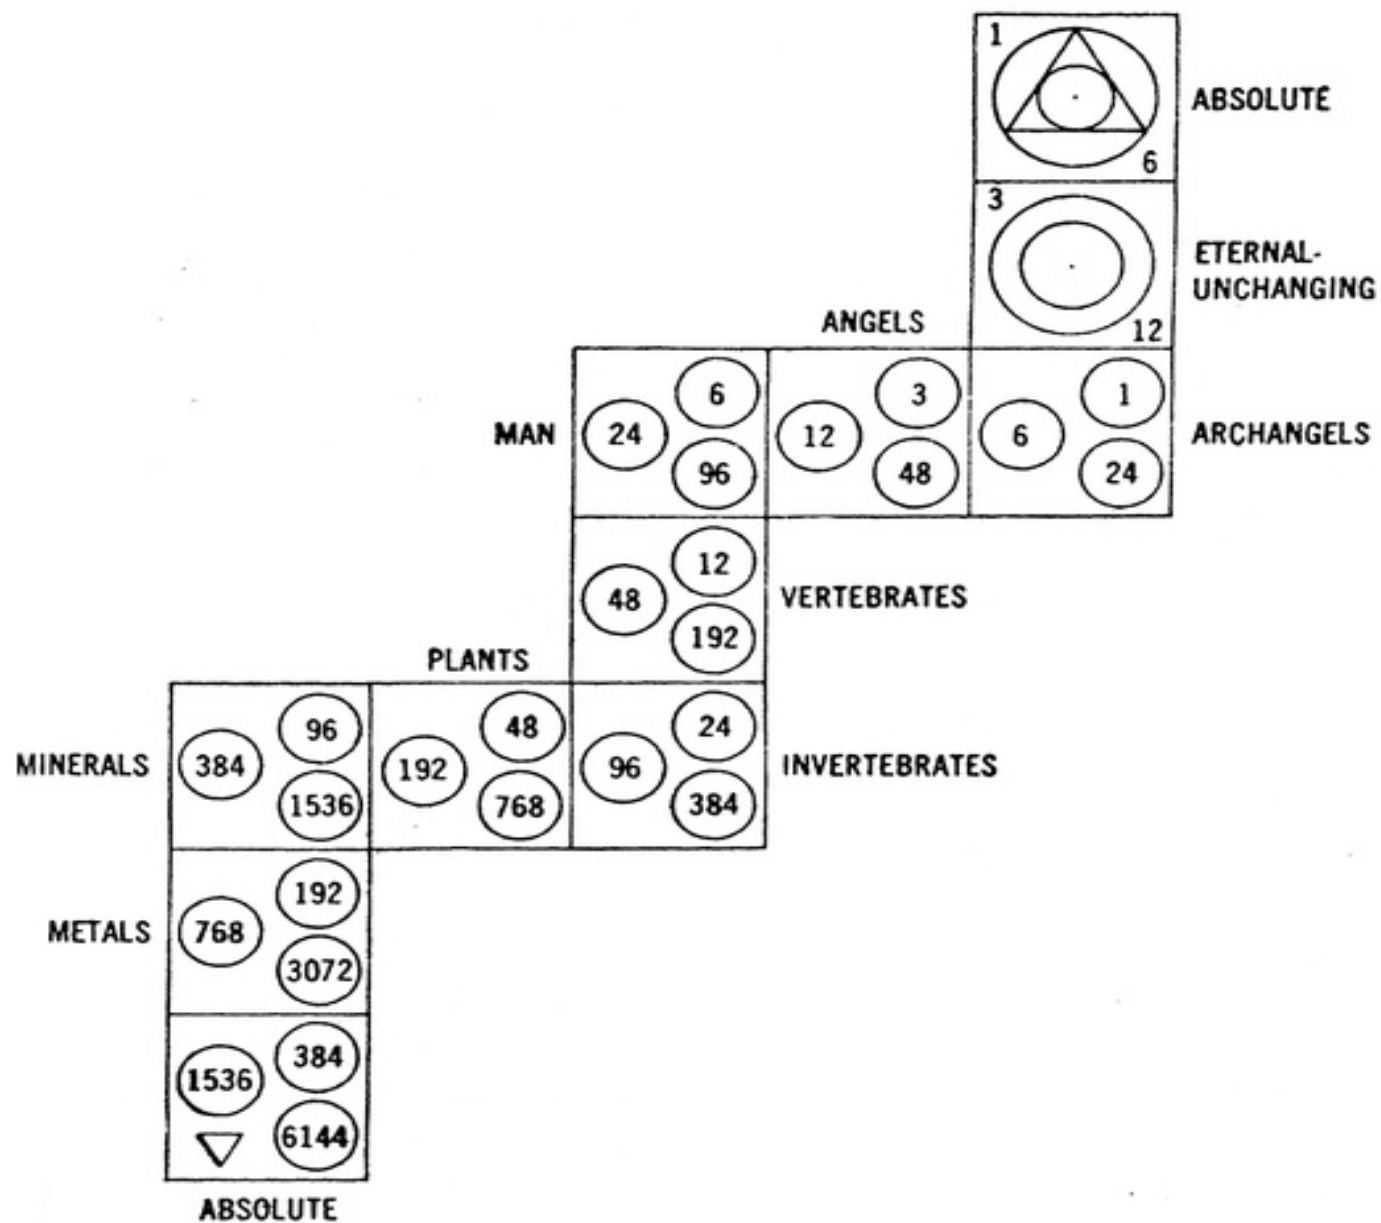 1
ABSOLUTE
6
3
ETERNAL-
UNCHANGING
12
ANGELS
MAN
24
6
96
12
3
48
6
1
24
ARCHANGELS
48
12
192
VERTEBRATES
PLANTS
MINERALS
384
96
1536
192
48
768
96
24
384
INVERTEBRATES
METALS
768
192
3072
1536
384
6144
ABSOLUTE